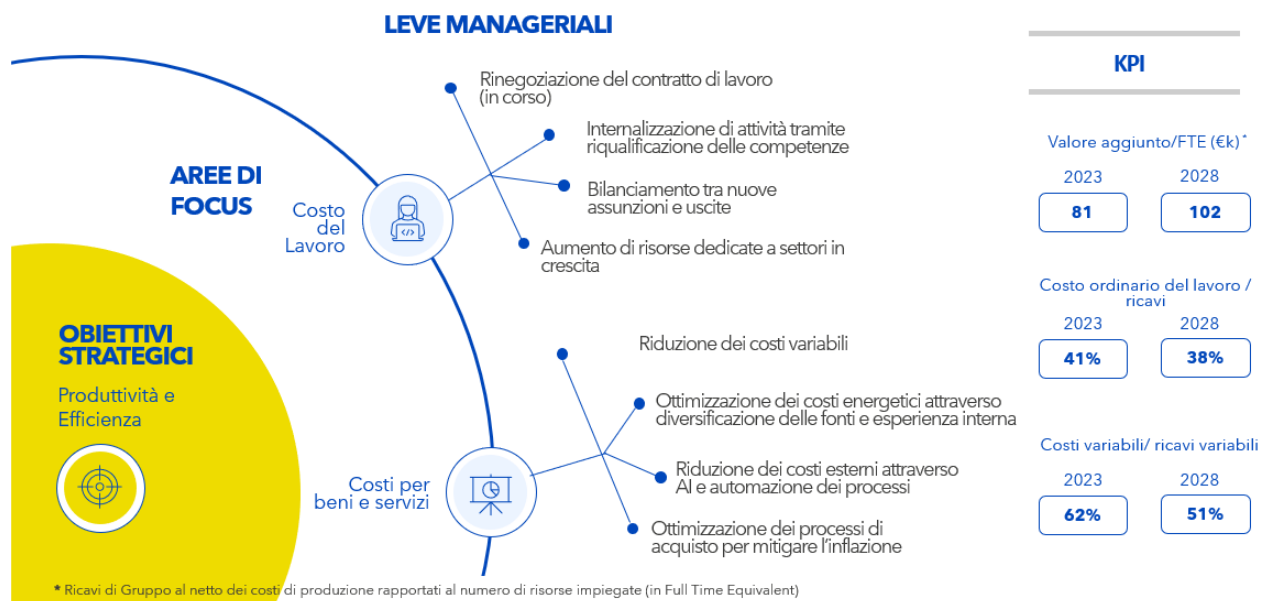 LEVE MANAGERIALI
AREE DI
FOCUS
Costo
del
Lavoro
Rinegoziazione del contratto di lavoro
(in corso)
Internalizzazione di attività tramite
riqualificazione delle competenze
Bilanciamento tra nuove
assunzioni e uscite
Aumento di risorse dedicate a settori in
crescita
OBIETTIVI
STRATEGICI
Produttività e
Efficienza
Costi per
beni e servizi
Riduzione dei costi variabili
Ottimizzazione dei costi energetici attraverso
diversificazione delle fonti e esperienza interna
Riduzione dei costi esterni attraverso
AI e automazione dei processi
Ottimizzazione dei processi di
acquisto per mitigare l'inflazione
KPI
Valore aggiunto/FTE (€k) *
2023 2028
81 102
Costo ordinario del lavoro /
ricavi
2023 2028
41% 38%
Costi variabili/ ricavi variabili
2023 2028
62% 51%
* Ricavi di Gruppo al netto dei costi di produzione rapportati al numero di risorse impiegate (in Full Time Equivalent)